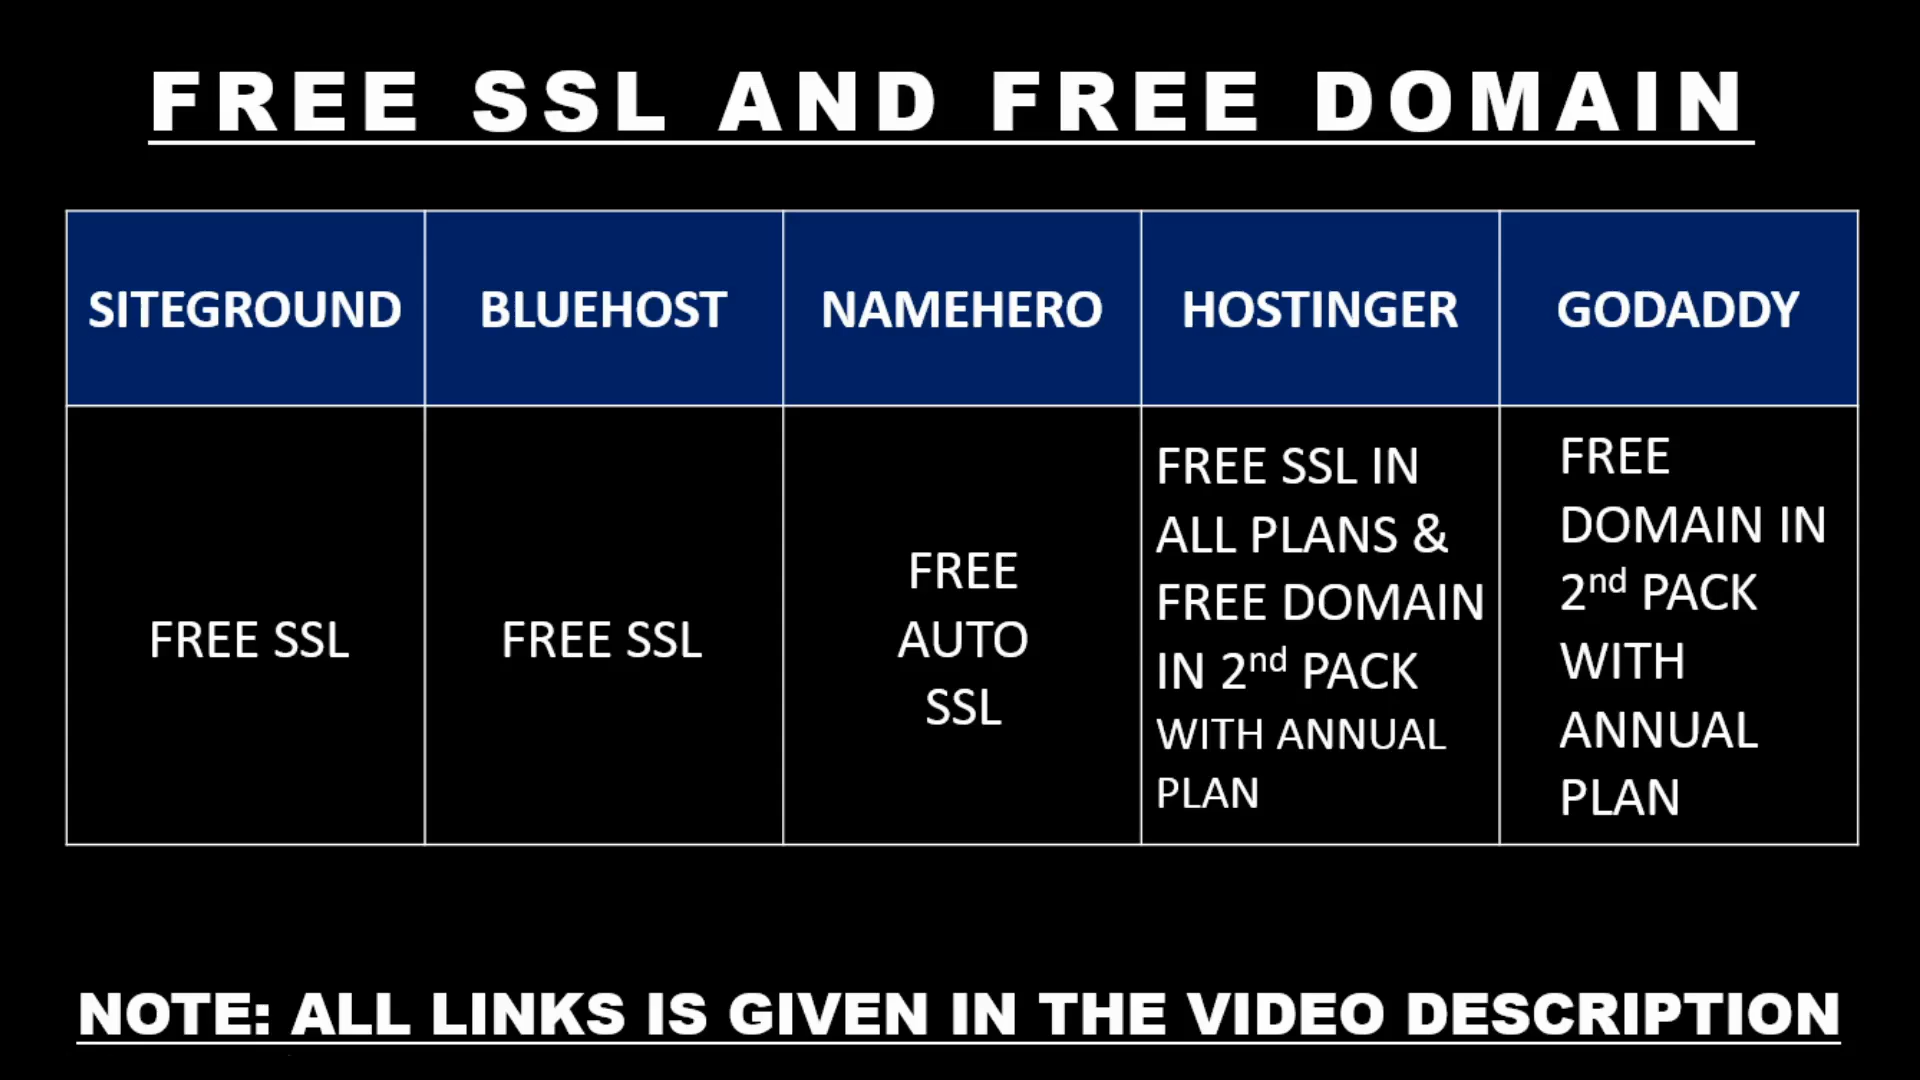 FREE SSL AND FREE DOMAIN
SITEGROUND
BLUEHOST
NAMEHERO
HOSTINGER
GODADDY
FREE SSL
FREE SSL
FREE
AUTO
SSL
FREE SSL IN
ALL PLANS &
FREE DOMAIN
IN 2nd PACK
WITH ANNUAL
PLAN
FREE
DOMAIN IN
2nd PACK
WITH
ANNUAL
PLAN
NOTE: ALL LINKS IS GIVEN IN THE VIDEO DESCRIPTION